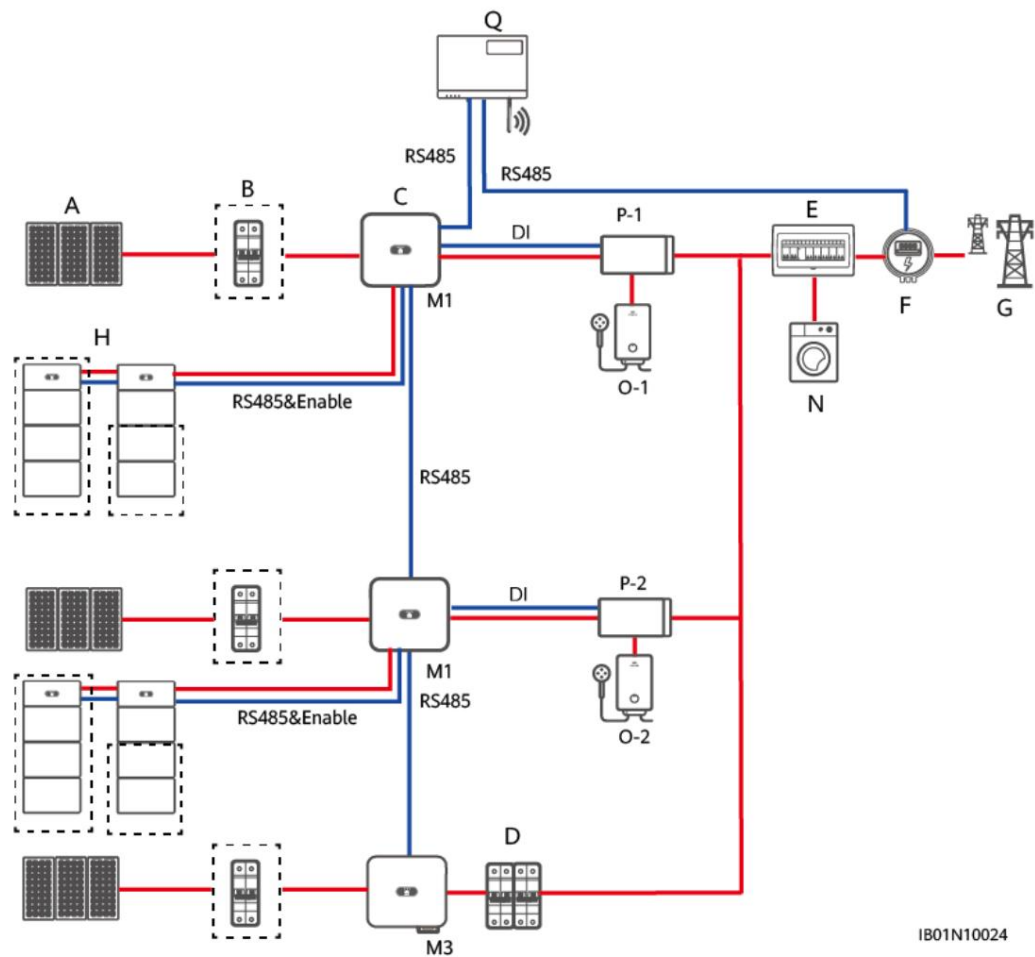 Q
RS485
RS485
A
B
C
P-1
E
DI
M1
F
G
H
O-1
N
RS485&Enable
RS485
P-2
DI
M1
RS485
RS485&Enable
O-2
D
M3
IB01N10024